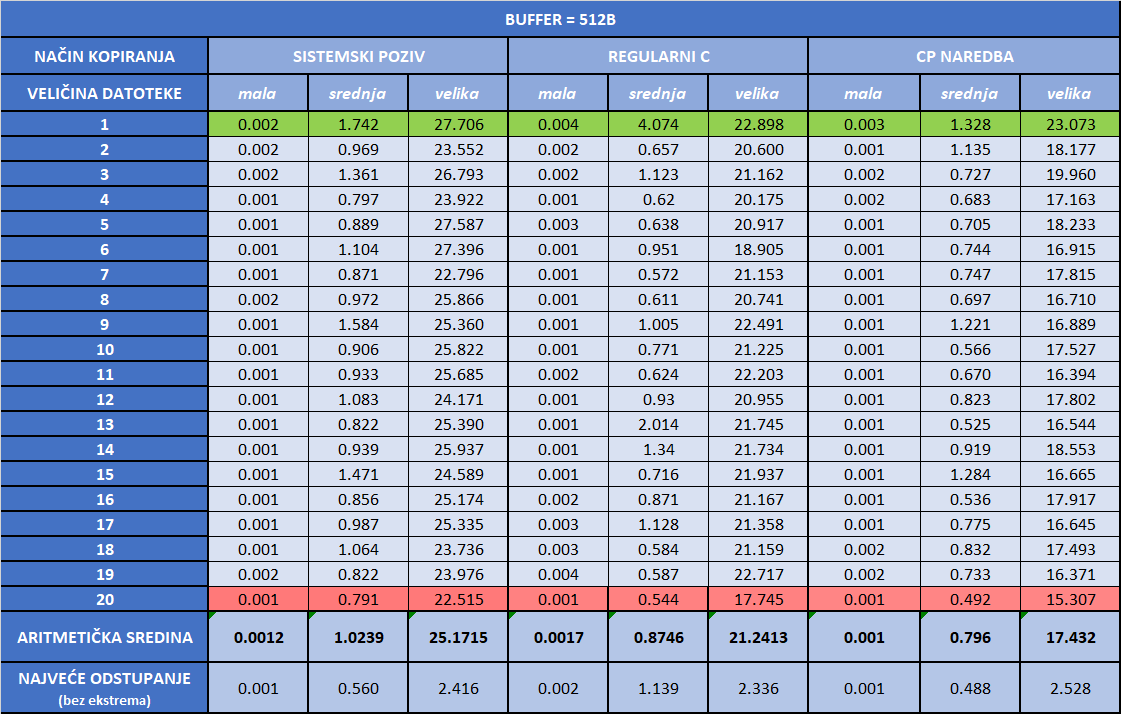 BUFFER = 512B
NAČIN KOPIRANJA SISTEMSKI POZIV REGULARNI C CP NAREDBA
VELIČINA DATOTEKE mala srednja velika mala srednja velika mala srednja velika
1 0.002 1.742 27.706 0.004 4.074 22.898 0.003 1.328 23.073
2 0.002 0.969 23.552 0.002 0.657 20.600 0.001 1.135 18.177
3 0.002 1.361 26.793 0.002 1.123 21.162 0.002 0.727 19.960
4 0.001 0.797 23.922 0.001 0.62 20.175 0.002 0.683 17.163
5 0.001 0.889 27.587 0.003 0.638 20.917 0.001 0.705 18.233
6 0.001 1.104 27.396 0.001 0.951 18.905 0.001 0.744 16.915
7 0.001 0.871 22.796 0.001 0.572 21.153 0.001 0.747 17.815
8 0.002 0.972 25.866 0.001 0.611 20.741 0.001 0.697 16.710
9 0.001 1.584 25.360 0.001 1.005 22.491 0.001 1.221 16.889
10 0.001 0.906 25.822 0.001 0.771 21.225 0.001 0.566 17.527
11 0.001 0.933 25.685 0.002 0.624 22.203 0.001 0.670 16.394
12 0.001 1.083 24.171 0.001 0.93 20.955 0.001 0.823 17.802
13 0.001 0.822 25.390 0.001 2.014 21.745 0.001 0.525 16.544
14 0.001 0.939 25.937 0.001 1.34 21.734 0.001 0.919 18.553
15 0.001 1.471 24.589 0.001 0.716 21.937 0.001 1.284 16.665
16 0.001 0.856 25.174 0.002 0.871 21.167 0.001 0.536 17.917
17 0.001 0.987 25.335 0.003 1.128 21.358 0.001 0.775 16.645
18 0.001 1.064 23.736 0.003 0.584 21.159 0.002 0.832 17.493
19 0.002 0.822 23.976 0.004 0.587 22.717 0.002 0.733 16.371
20 0.001 0.791 22.515 0.001 0.544 17.745 0.001 0.492 15.307
ARITMETIČKA SREDINA 0.0012 1.0239 25.1715 0.0017 0.8746 21.2413 0.001 0.796 17.432
NAJVEĆE ODSTUPANJE 0.001 0.560 2.416 0.002 1.139 2.336 0.001 0.488 2.528
(bez ekstrema)